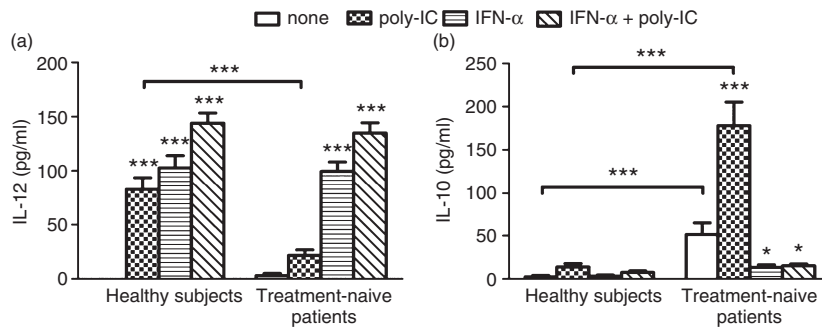 none poly-IC IFN-α IFN-α + poly-IC
(a)
200
150
100
50
0
IL-12 (pg/ml)
***
***
***
***
***
***
Healthy subjects
Treatment-naive
patients
(b)
250
200
150
100
50
0
IL-10 (pg/ml)
***
***
***
*
*
Healthy subjects
Treatment-naive
patients